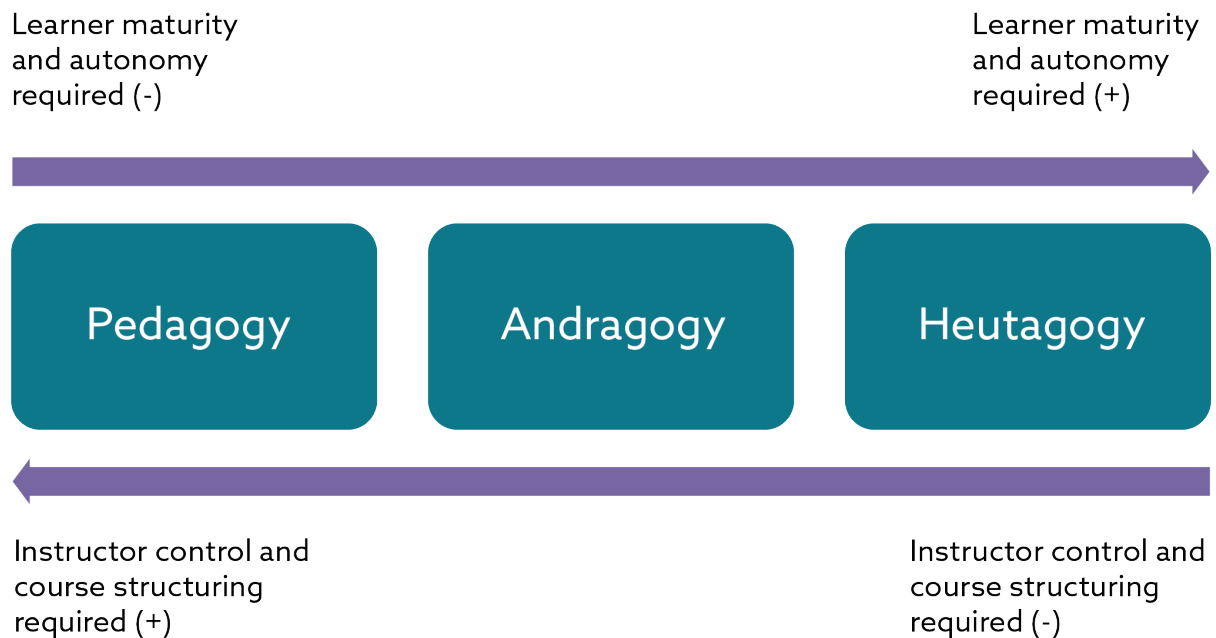 Learner maturity
and autonomy
required (-)
Learner maturity
and autonomy
required (+)
Pedagogy
Andragogy
Heutagogy
Instructor control and
course structuring
required (+)
Instructor control and
course structuring
required (-)